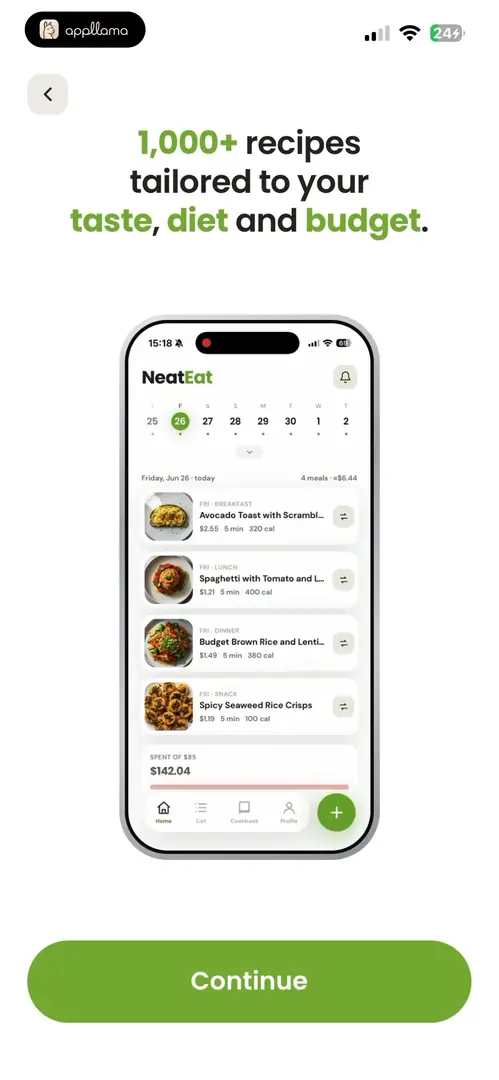 appllama
24
1,000+ recipes
tailored to your
taste, diet and budget.
15:18
69
NeatEat
F S S M T W T
25 26 27 28 29 30 1 2
Friday, Jun 26 · today 4 meals · ≈$6.44
FRI · BREAKFAST
Avocado Toast with Scrambl...
$2.55 5 min 320 cal
FRI · LUNCH
Spaghetti with Tomato and L...
$1.21 5 min 400 cal
FRI · DINNER
Budget Brown Rice and Lenti...
$1.49 5 min 380 cal
FRI · SNACK
Spicy Seaweed Rice Crisps
$1.19 5 min 100 cal
SPENT OF $85
$142.04
Home List Cookbook Profile
Continue